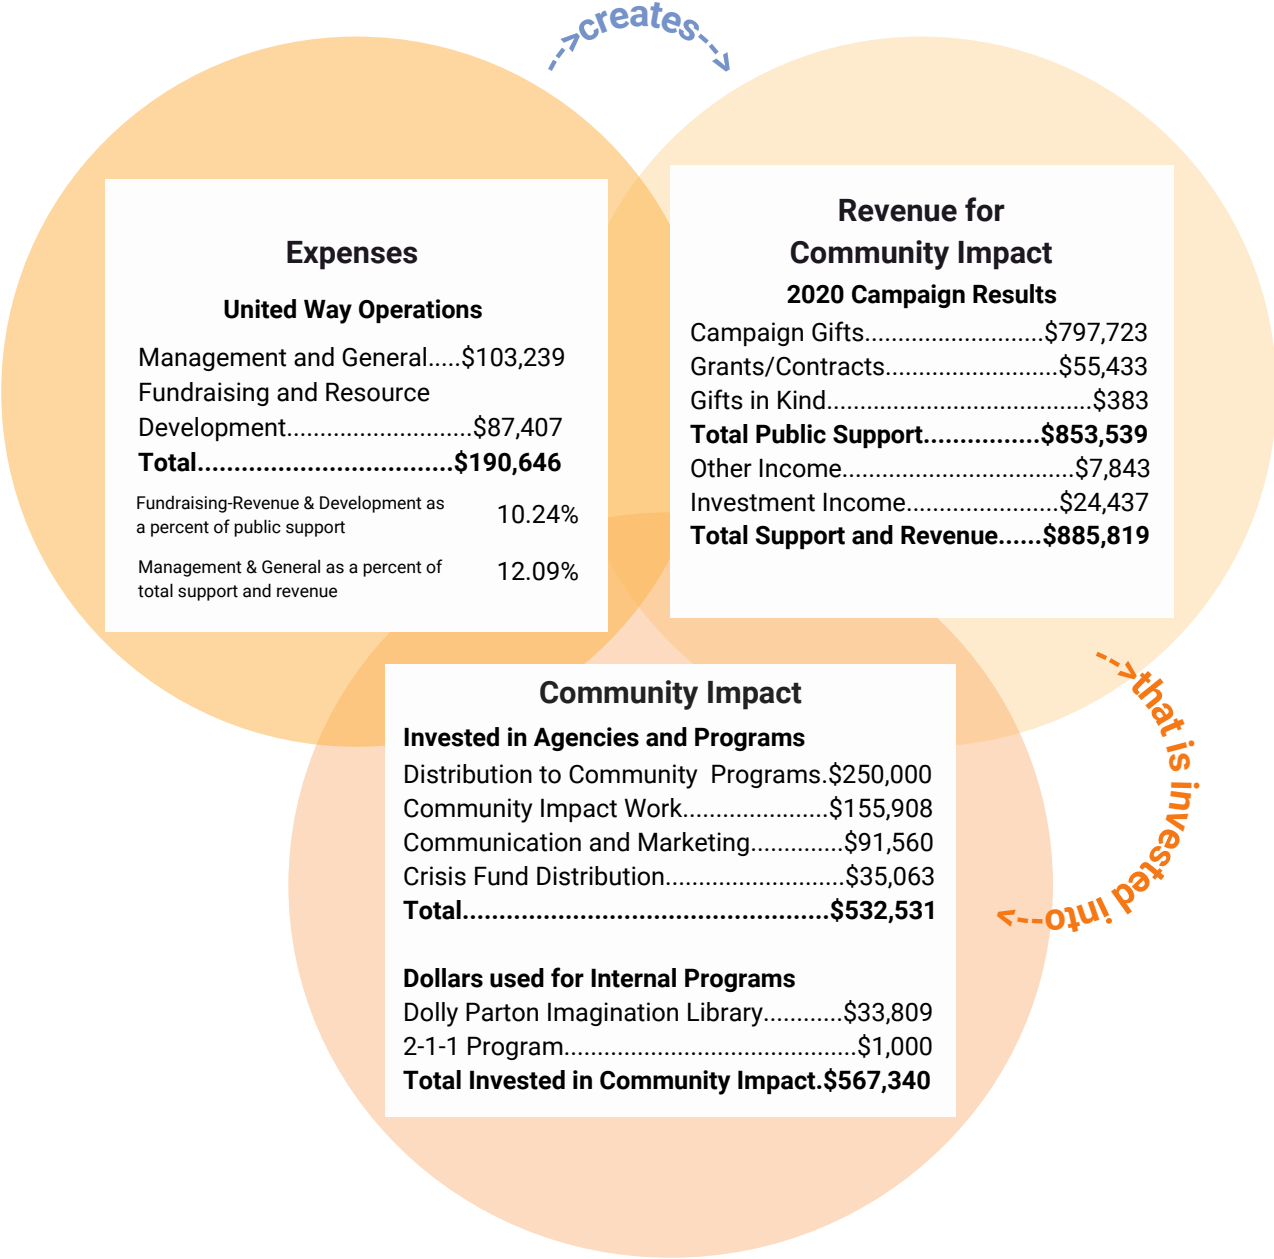 -->creates-->
Expenses
United Way Operations
Management and General.....$103,239
Fundraising and Resource
Development............................$87,407
Total.................................$190,646
Fundraising-Revenue & Development as
a percent of public support
10.24%
Management & General as a percent of
total support and revenue
12.09%
Revenue for
Community Impact
2020 Campaign Results
Campaign Gifts...........................$797,723
Grants/Contracts..........................$55,433
Gifts in Kind........................................$383
Total Public Support...............$853,539
Other Income...................................$7,843
Investment Income.......................$24,437
Total Support and Revenue......$885,819
-->that is invested into-->
Community Impact
Invested in Agencies and Programs
Distribution to Community  Programs.$250,000
Community Impact Work......................$155,908
Communication and Marketing..............$91,560
Crisis Fund Distribution...........................$35,063
Total...............................................$532,531
Dollars used for Internal Programs
Dolly Parton Imagination Library............$33,809
2-1-1 Program............................................$1,000
Total Invested in Community Impact.$567,340